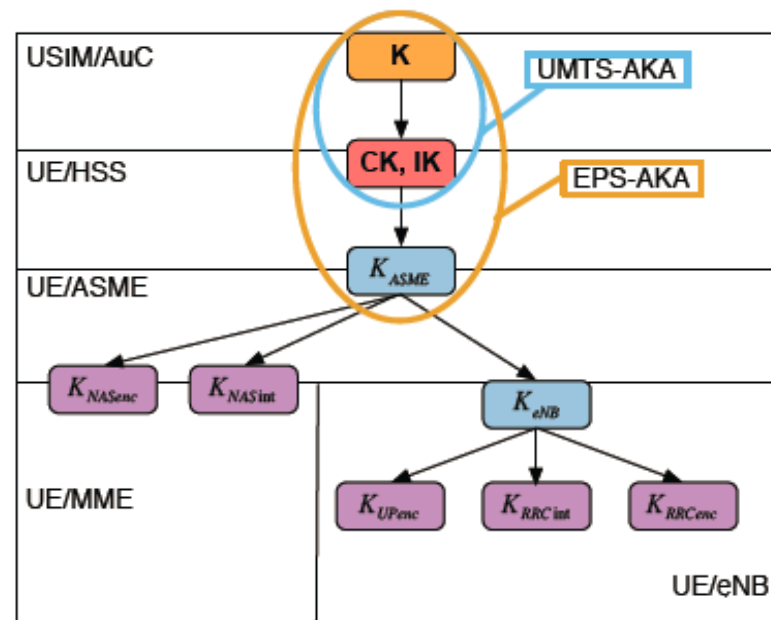 USIM/AuC
K
UMTS-AKA
UE/HSS
CK, IK
EPS-AKA
K_ASME
UE/ASME
K_NASenc
K_NASint
K_eNB
UE/MME
K_UPenc
K_RRCint
K_RRCenc
UE/eNB